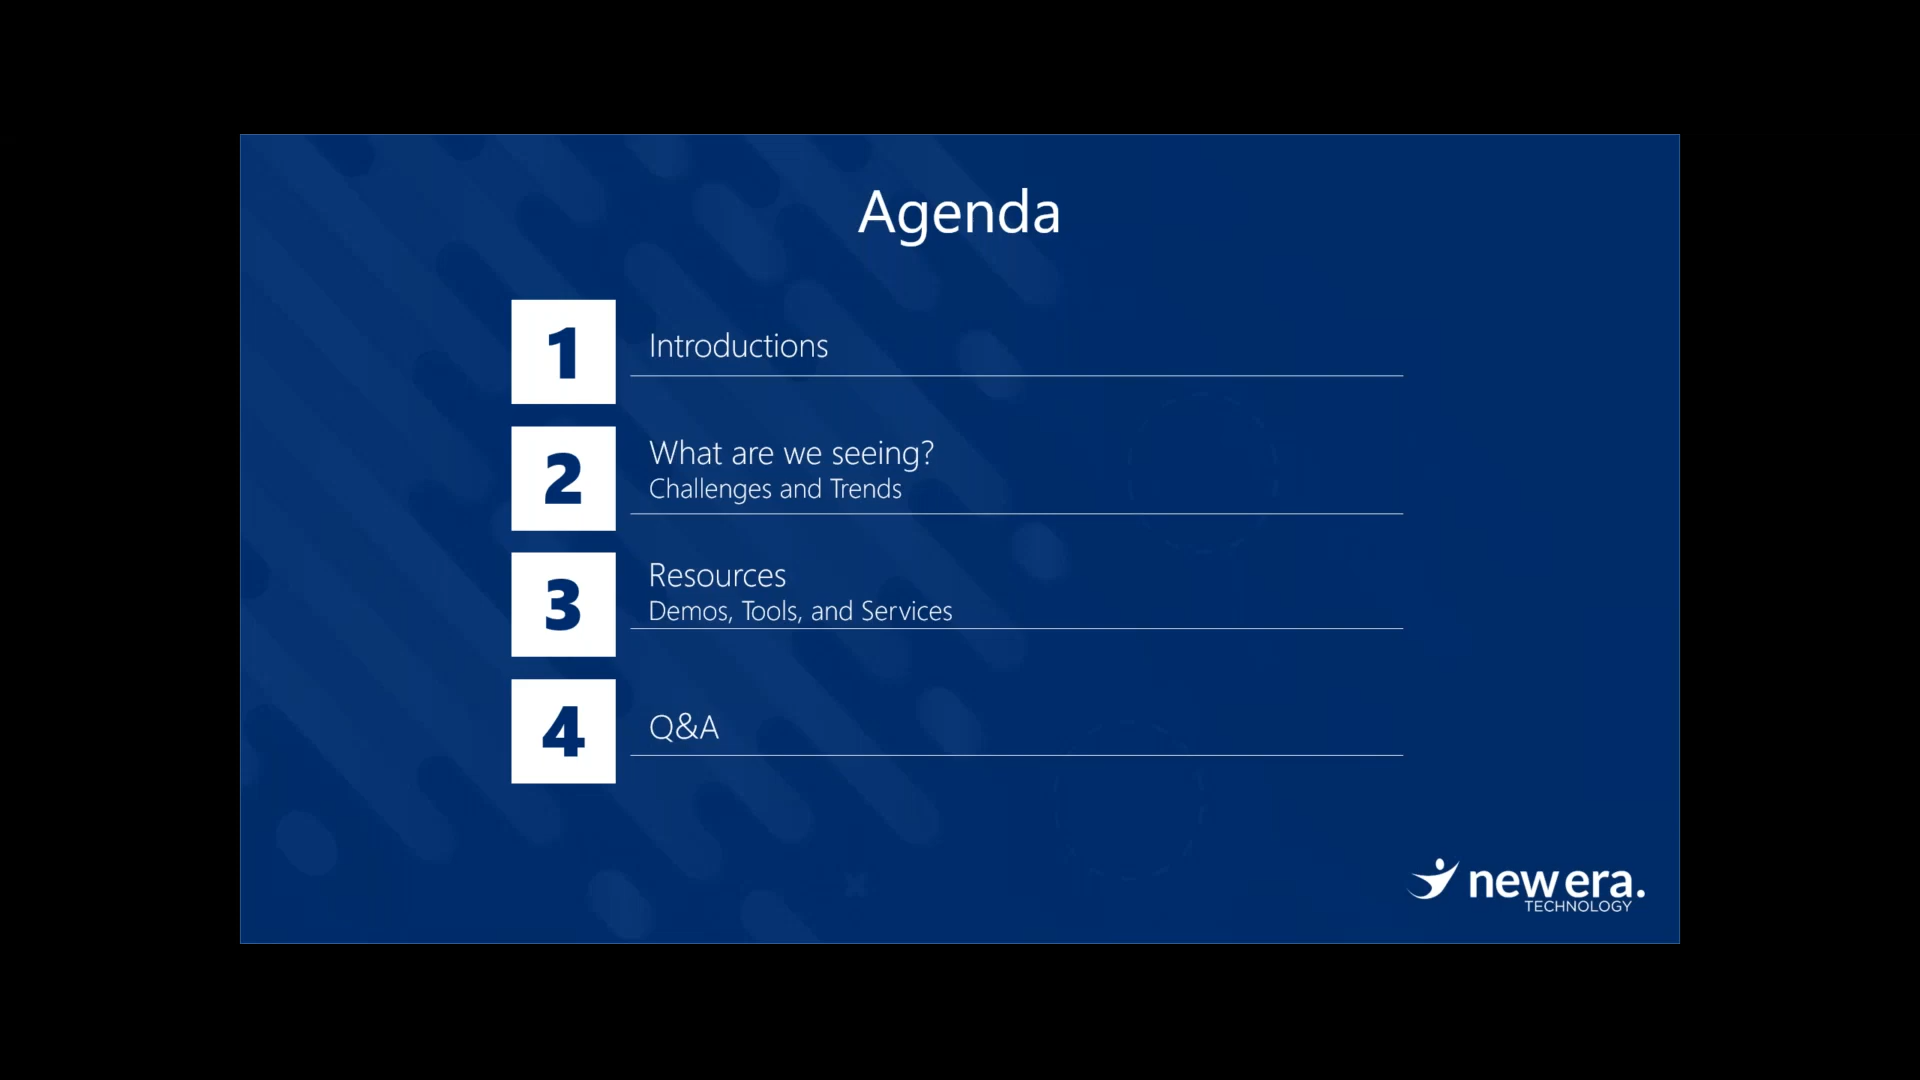 Agenda
1
Introductions
2
What are we seeing?
Challenges and Trends
3
Resources
Demos, Tools, and Services
4
Q&A
new era.
TECHNOLOGY